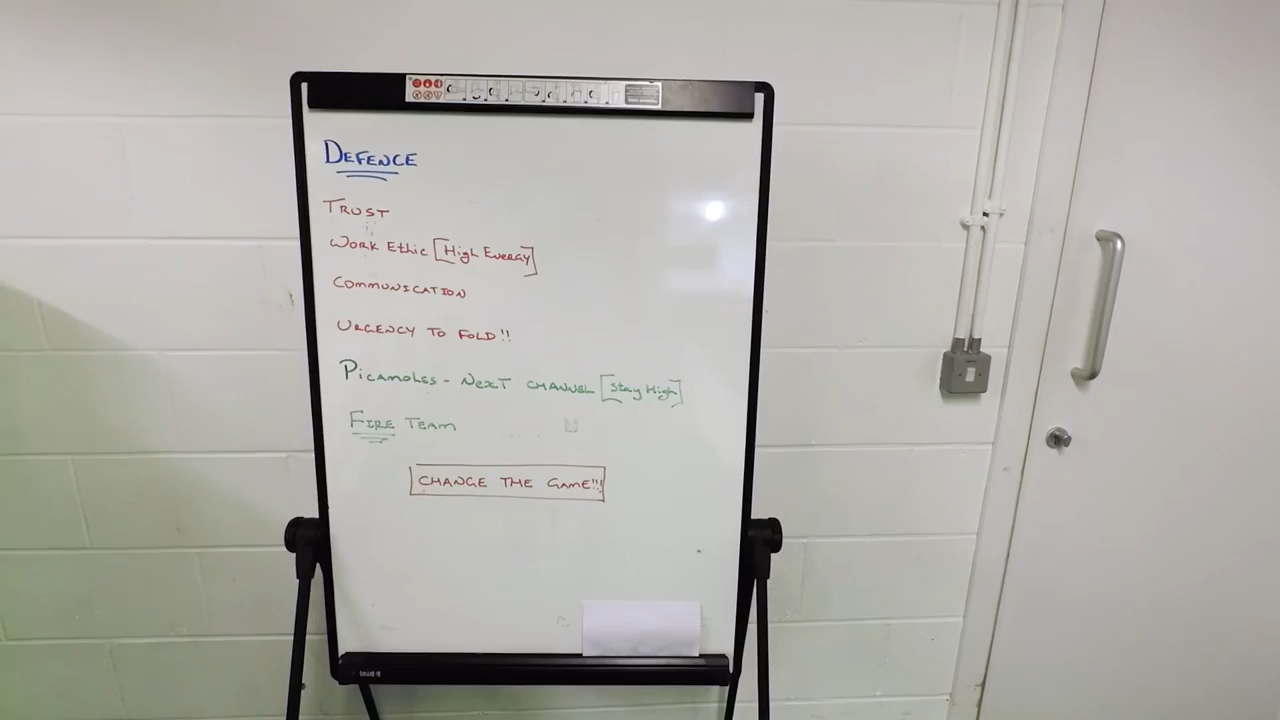 DEFENCE
TRUST
WORK EThic [High ENERGY]
COMMUNICATION
URGENCY TO FOLD!!
PICAMOLES - NEXT CHANNEL [Stay High]
FIRE TEAM
CHANGE THE GAME!!!